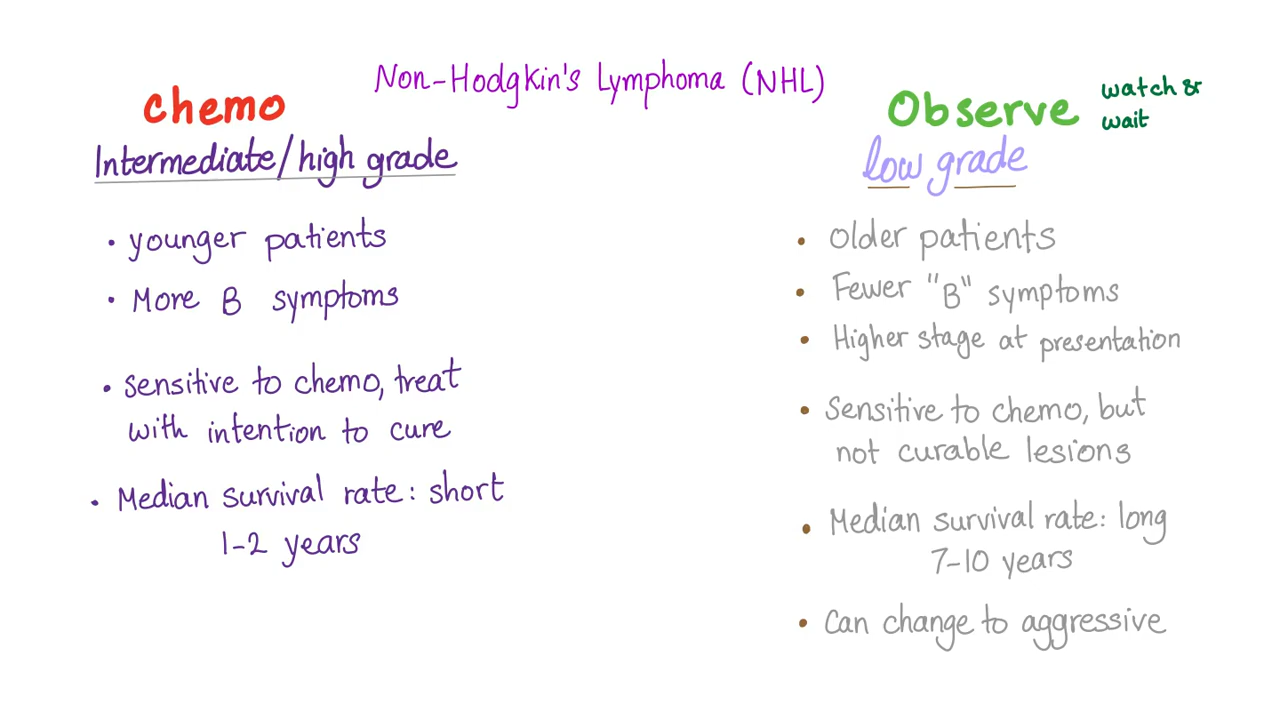 Non-Hodgkin's Lymphoma (NHL)
chemo
Intermediate/high grade
• younger patients
• More B symptoms
• Sensitive to chemo, treat
with intention to cure
• Median survival rate: short
1-2 years
Observe
watch &
wait
low grade
• Older patients
• Fewer "B" symptoms
• Higher stage at presentation
• Sensitive to chemo, but
not curable lesions
• Median survival rate: long
7-10 years
• Can change to aggressive